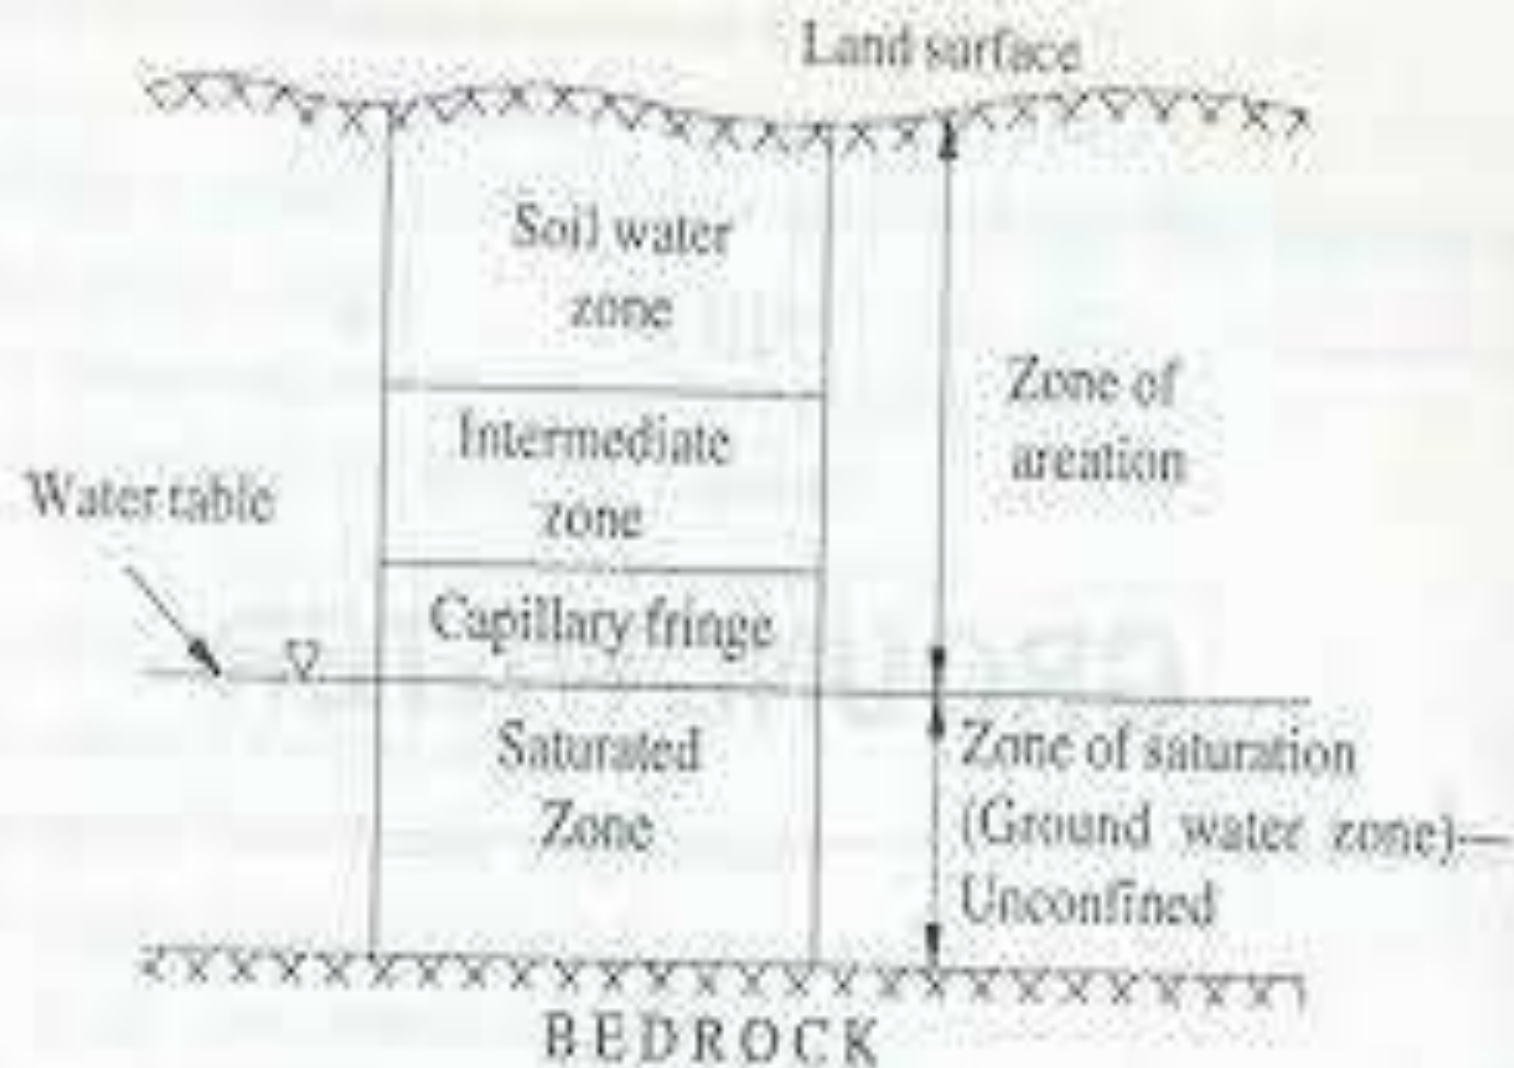 Land surface
Soil water
zone
Intermediate
zone
Zone of
areation
Water table
Capillary fringe
Saturated
Zone
Zone of saturation
(Ground water zone)—
Unconfined
BEDROCK